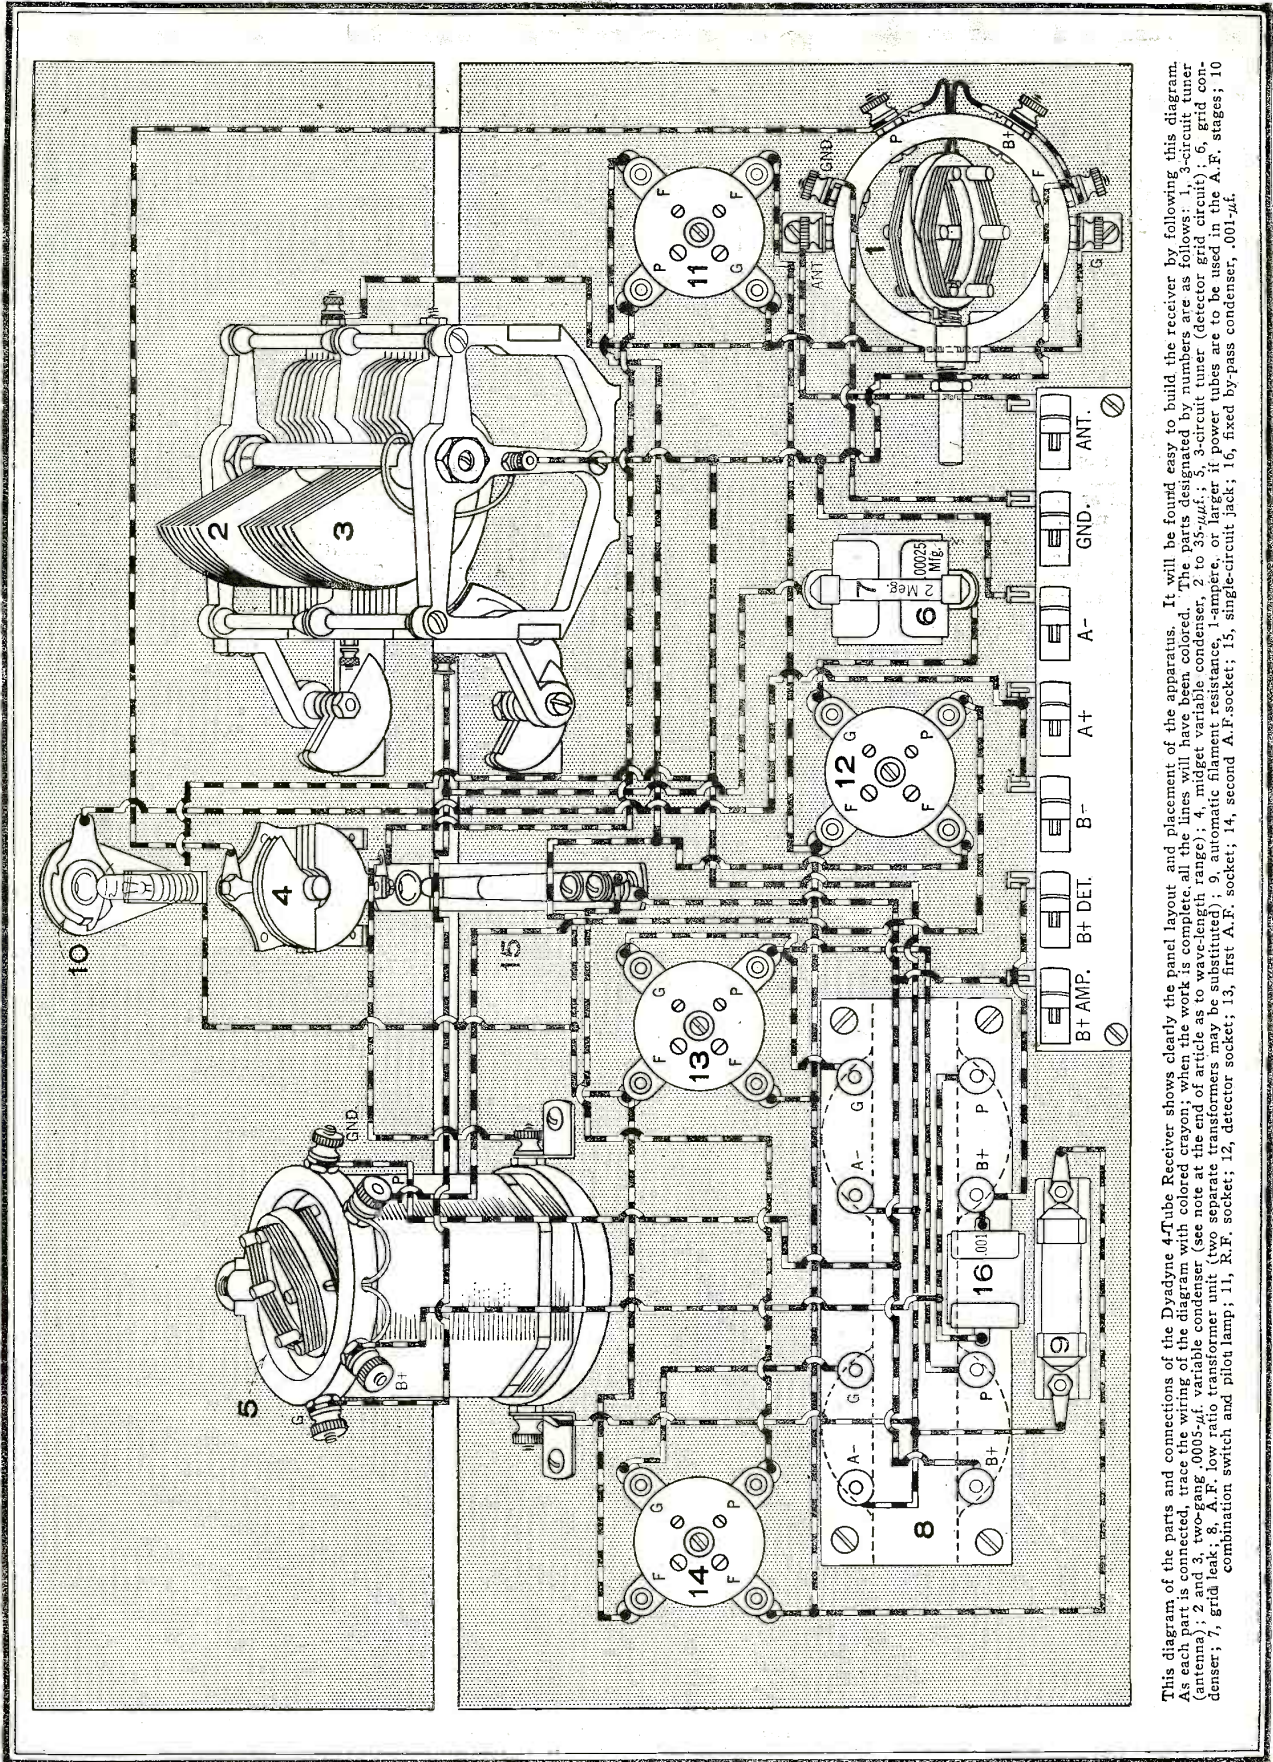 10
GND
5
P
G
B+
4
15
2
3
14
F
G
F
P
13
F
G
F
P
11
P
F
G
F
GND
P
B+
F
1
ANT
G
12
G
P
F
F
7
2 Meg.
.00025
Mfg.
6
8
A-
G
B+
P
A-
G
B+
P
16
.001
9
B+ AMP.
B+ DET.
B-
A+
A-
GND.
ANT.
This diagram of the parts and connections of the Dyadyne 4-Tube Receiver shows clearly the panel layout and placement of the apparatus. It will be found easy to build the receiver by following this diagram.
As each part is connected, trace the wiring of the diagram with colored crayon; when the work is complete, all the lines will have been colored. The parts designated by numbers are as follows: 1, 3-circuit tuner
(antenna); 2 and 3, two-gang .0005-μf. variable condenser (see note at the end of article as to wave-length range); 4, midget variable condenser, 2 to 35-μμf.; 5, 3-circuit tuner (detector grid circuit); 6, grid con-
denser; 7, grid leak; 8, A.F. low ratio transformer unit (two separate transformers may be substituted); 9, automatic filament resistance, 1-ampere, or larger if power tubes are to be used in the A.F. stages; 10
combination switch and pilot lamp; 11, R.F. socket; 12, detector socket; 13, first A.F. socket; 14, second A.F.socket; 15, single-circuit jack; 16, fixed by-pass condenser, .001-μf.